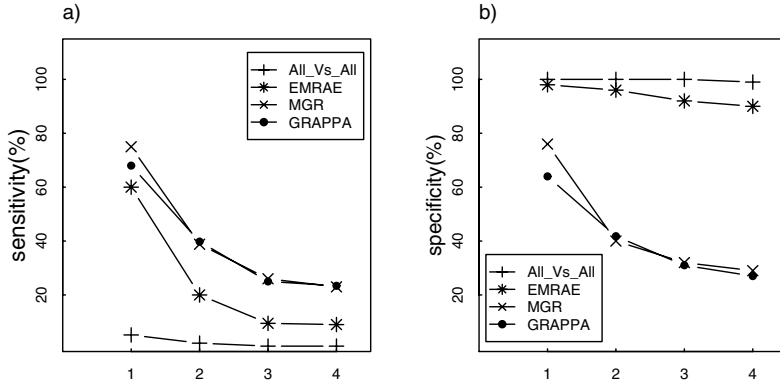 a)
sensitivity(%)
100
80
60
40
20
All_Vs_All
EMRAE
MGR
GRAPPA
1 2 3 4
b)
specificity(%)
100
80
60
40
20
All_Vs_All
EMRAE
MGR
GRAPPA
1 2 3 4